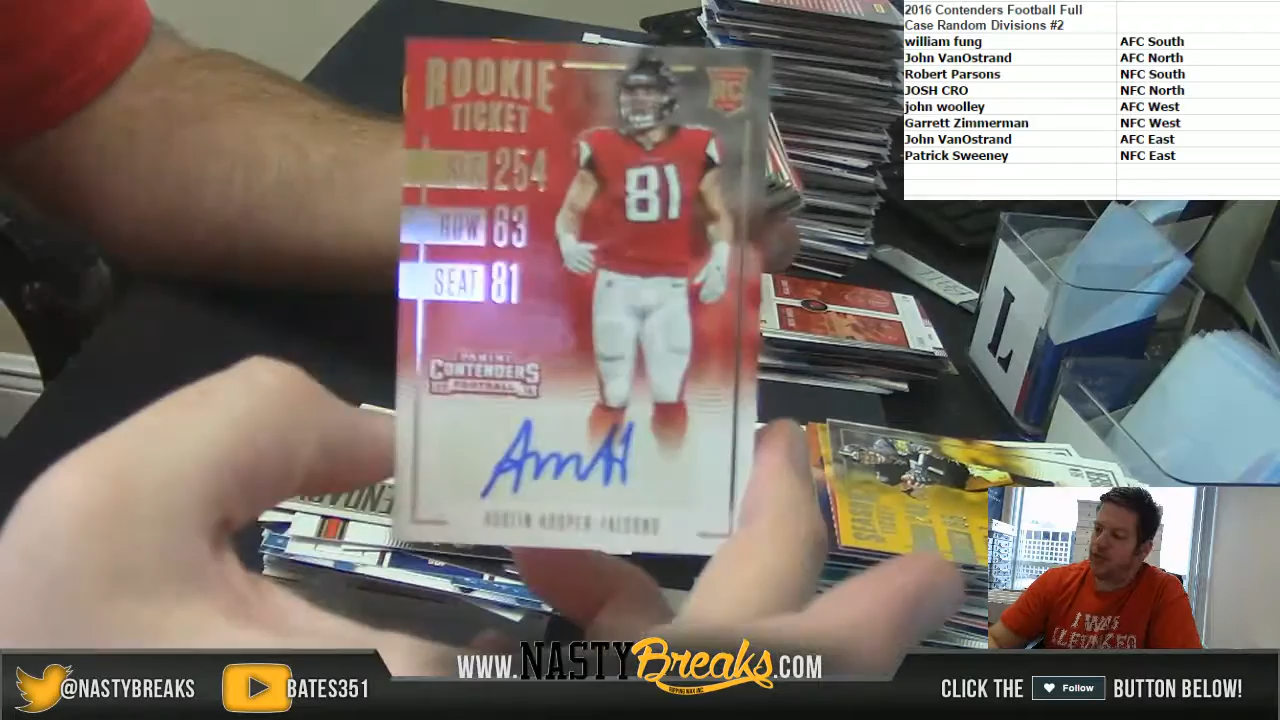 2016 Contenders Football Full
Case Random Divisions #2
william fung AFC South
John VanOstrand AFC North
Robert Parsons NFC South
JOSH CRO NFC North
john woolley AFC West
Garrett Zimmerman NFC West
John VanOstrand AFC East
Patrick Sweeney NFC East
ROOKIE
TICKET
RC
254
ROW 63
SEAT 81
81
PANINI
CONTENDERS
FOOTBALL
AUSTIN HOOPER FALCONS
L
I WAS
@NASTYBREAKS
BATES351
WWW.NASTYBreaks.COM
CLICK THE Follow BUTTON BELOW!